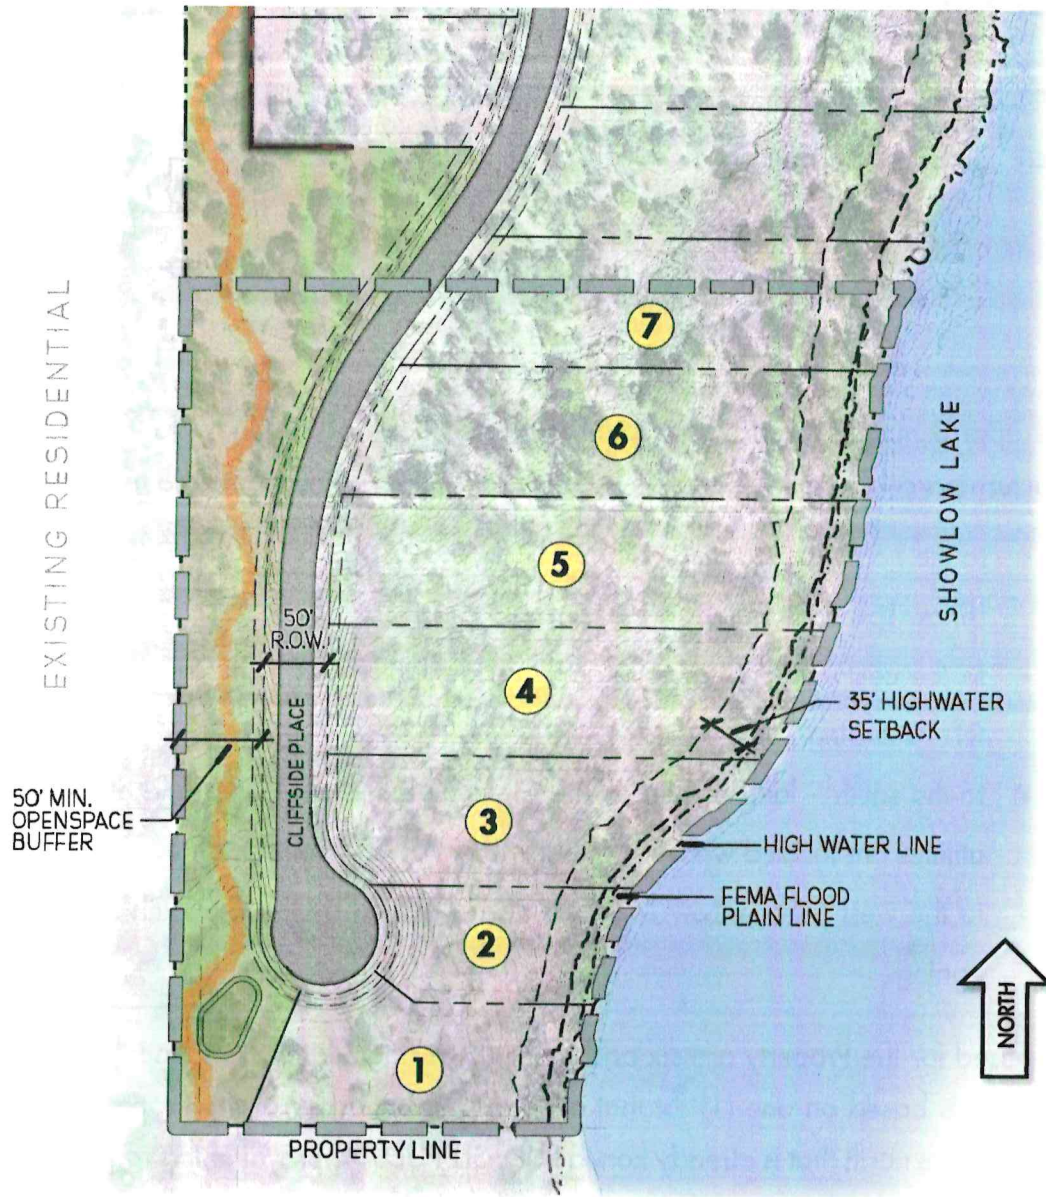 7
6
EXISTING RESIDENTIAL
SHOWLOW LAKE
5
50'
R.O.W.
4
35' HIGHWATER
SETBACK
CLIFFSIDE PLACE
50' MIN.
OPENSPACE
BUFFER
3
HIGH WATER LINE
FEMA FLOOD
PLAIN LINE
2
NORTH
1
PROPERTY LINE